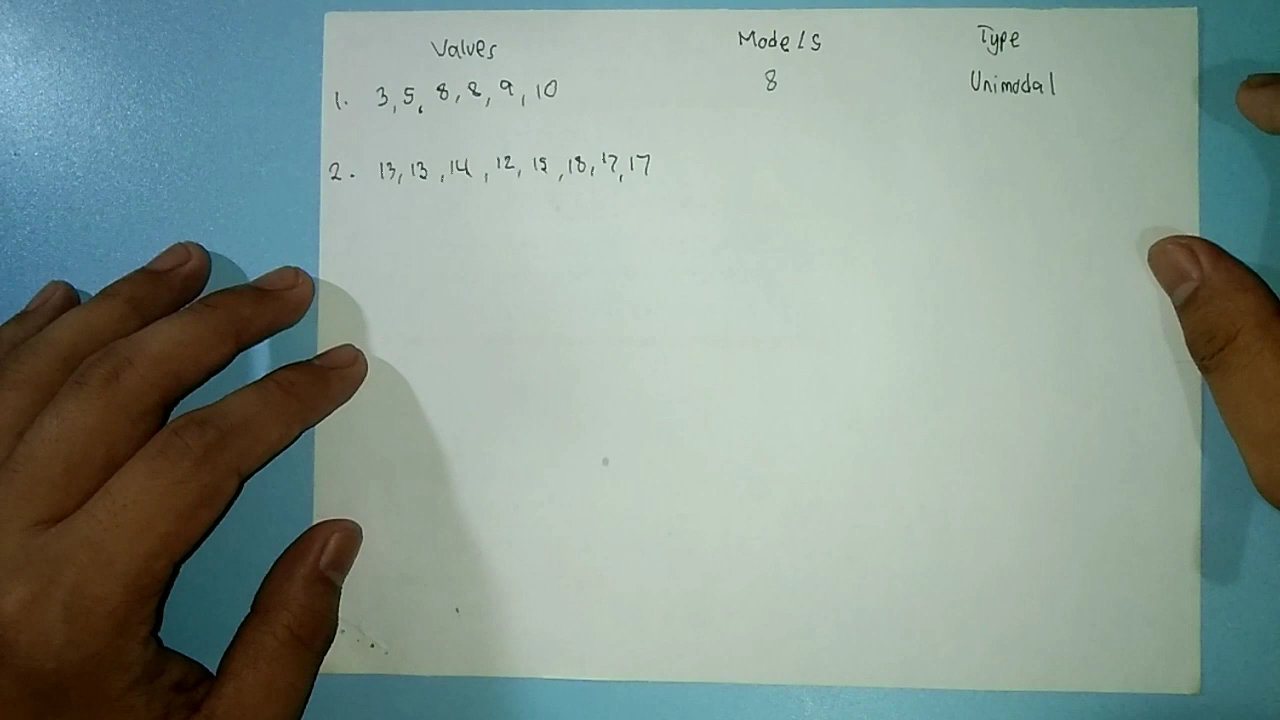 Values Mode/s Type
1. 3, 5, 8, 8, 9, 10 8 Unimodal
2. 13, 13, 14, 12, 15, 18, 17, 17